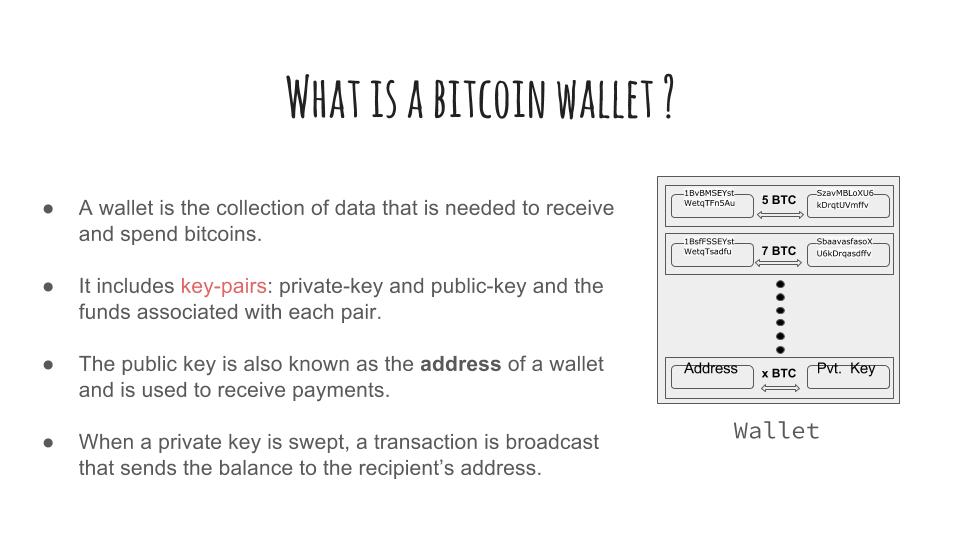 WHAT IS A BITCOIN WALLET ?
● A wallet is the collection of data that is needed to receive
and spend bitcoins.
● It includes key-pairs: private-key and public-key and the
funds associated with each pair.
● The public key is also known as the address of a wallet
and is used to receive payments.
● When a private key is swept, a transaction is broadcast
that sends the balance to the recipient’s address.
1BvBMSEYst
WetqTFn5Au
5 BTC
SzavMBLoXU6
kDrqtUVmffv
1BsfFSSEYst
WetqTsadfu
7 BTC
SbaavasfasoX
U6kDrqasdffv
Address
x BTC
Pvt. Key
Wallet